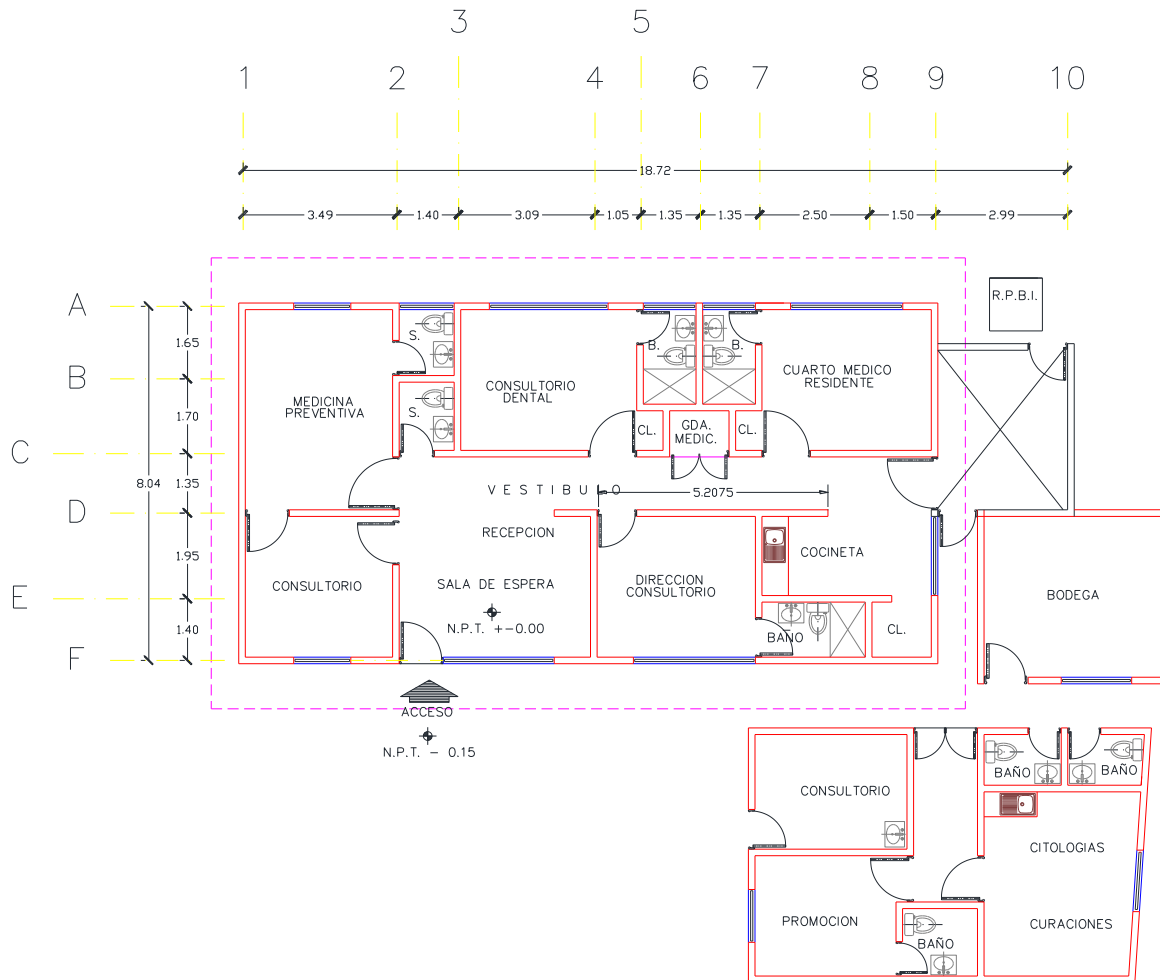 3
5
1
2
4
6
7
8
9
10
18.72
3.49
1.40
3.09
1.05
1.35
1.35
2.50
1.50
2.99
A
B
C
D
E
F
1.65
1.70
1.35
1.95
1.40
8.04
R.P.B.I.
S.
B.
B.
CUARTO MEDICO
RESIDENTE
CONSULTORIO
DENTAL
MEDICINA
PREVENTIVA
S.
CL.
GDA.
MEDIC.
CL.
VESTIBULO
5.2075
RECEPCION
COCINETA
CONSULTORIO
SALA DE ESPERA
DIRECCION
CONSULTORIO
BODEGA
N.P.T. +-0.00
BAÑO
CL.
ACCESO
N.P.T. - 0.15
BAÑO
BAÑO
CONSULTORIO
CITOLOGIAS
PROMOCION
CURACIONES
BAÑO